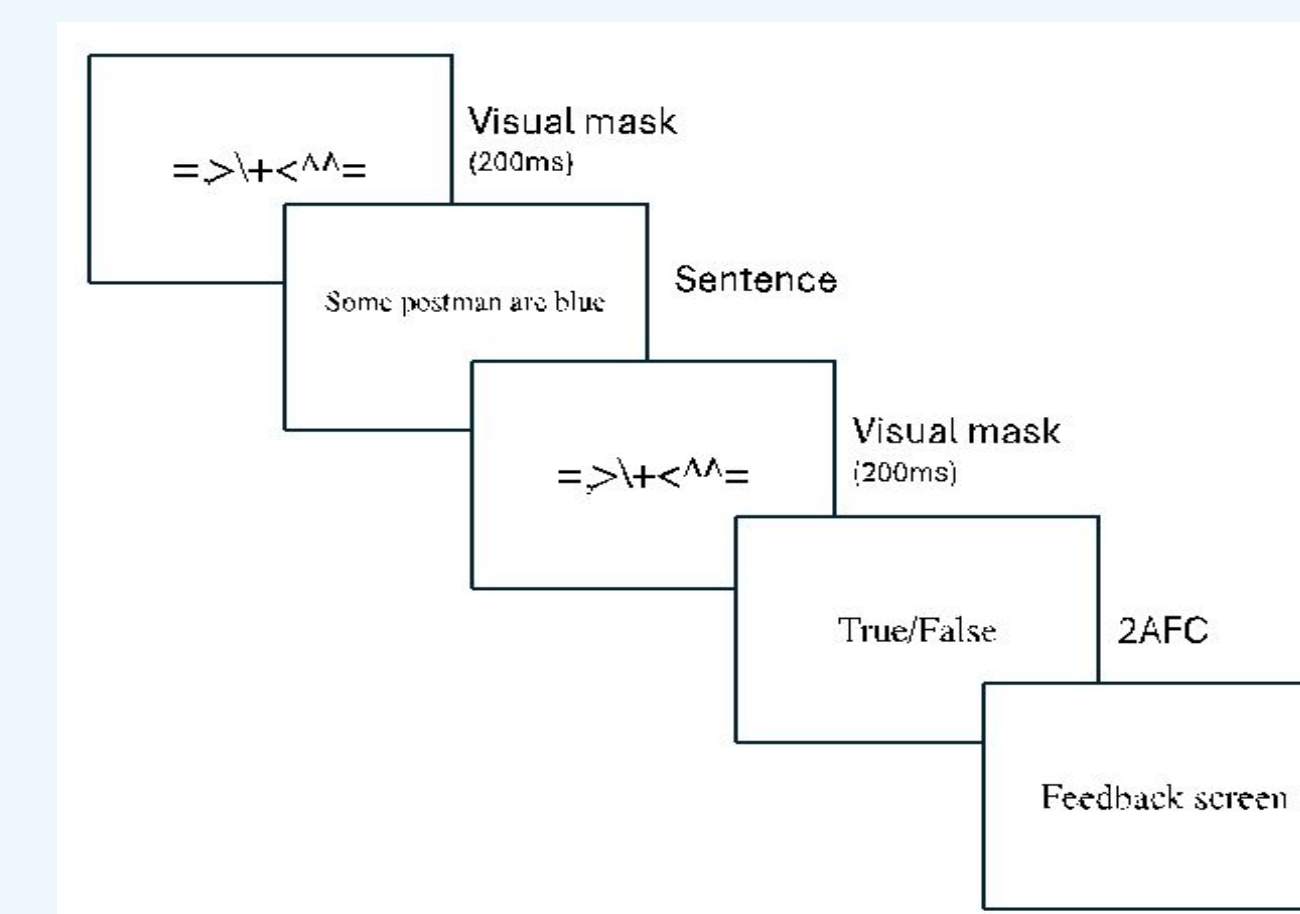 =,>\+<^^=
Visual mask
(200ms)
Some postman are blue
Sentence
=,>\+<^^=
Visual mask
(200ms)
True/False
2AFC
Feedback screen